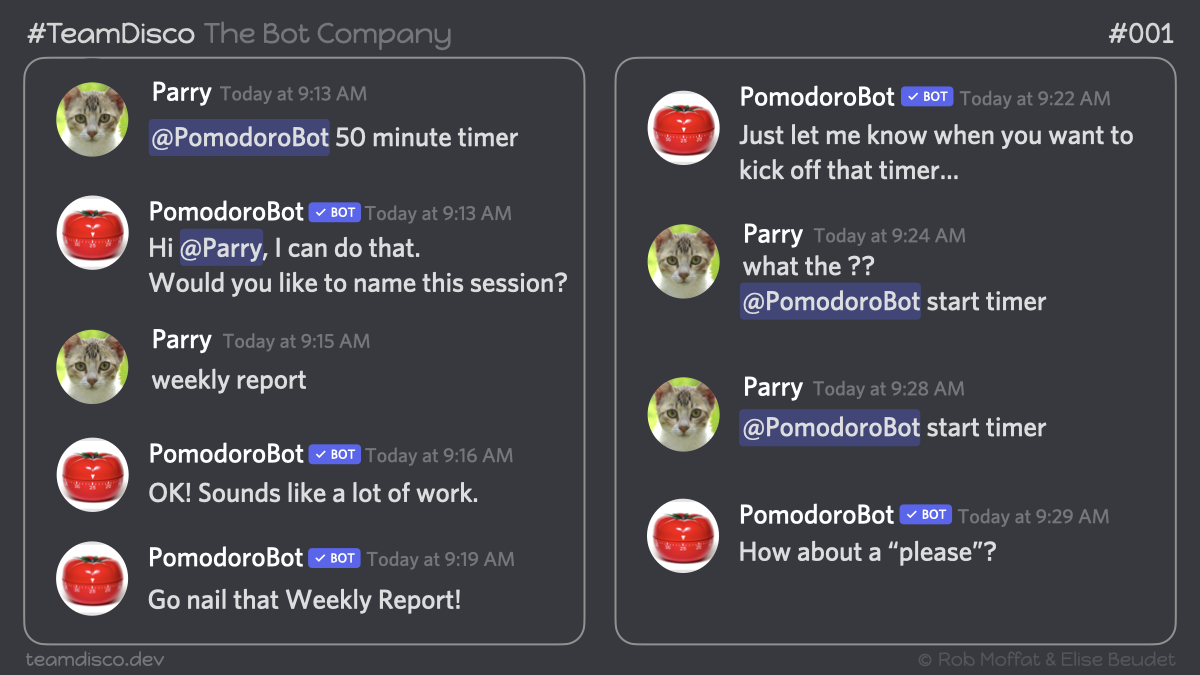 #TeamDisco The Bot Company
#001
Parry Today at 9:13 AM
@PomodoroBot 50 minute timer
PomodoroBot ✓ BOT Today at 9:13 AM
Hi @Parry, I can do that.
Would you like to name this session?
Parry Today at 9:15 AM
weekly report
PomodoroBot ✓ BOT Today at 9:16 AM
OK! Sounds like a lot of work.
PomodoroBot ✓ BOT Today at 9:19 AM
Go nail that Weekly Report!
PomodoroBot ✓ BOT Today at 9:22 AM
Just let me know when you want to
kick off that timer...
Parry Today at 9:24 AM
what the ??
@PomodoroBot start timer
Parry Today at 9:28 AM
@PomodoroBot start timer
PomodoroBot ✓ BOT Today at 9:29 AM
How about a “please”?
teamdisco.dev
© Rob Moffat & Elise Beudet